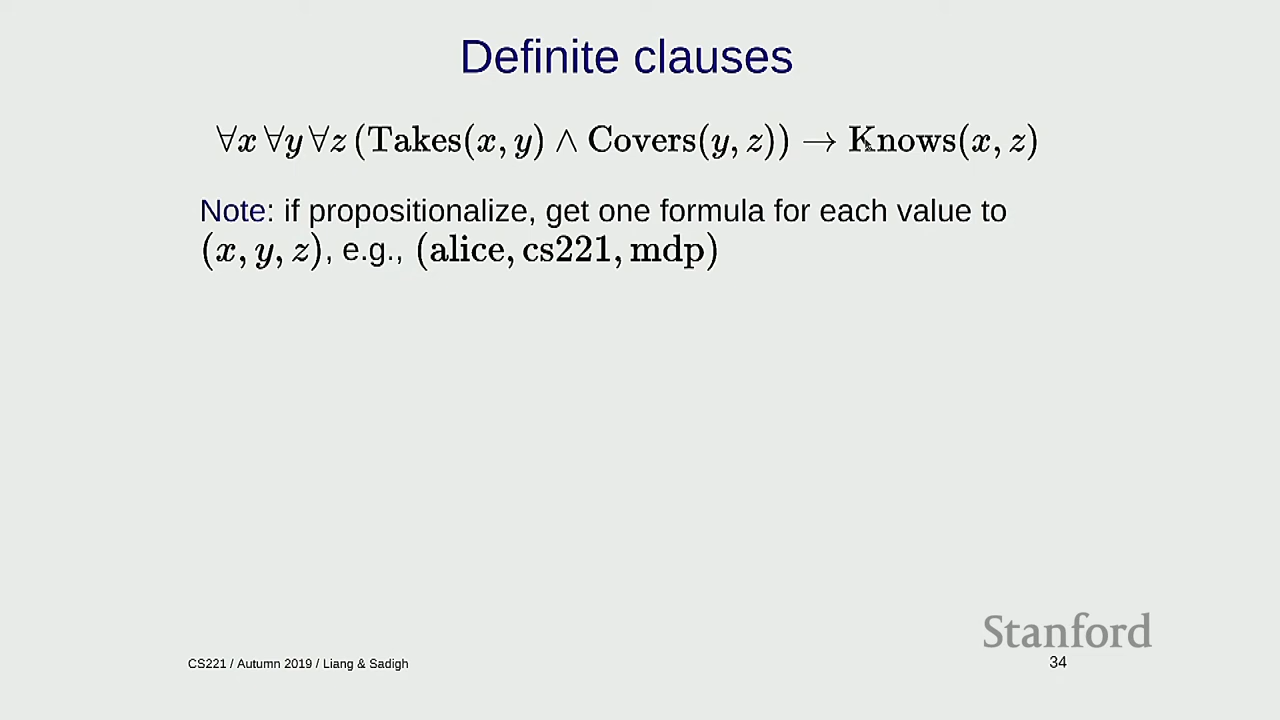 Definite clauses
∀x ∀y ∀z (Takes(x, y) ∧ Covers(y, z)) → Knows(x, z)
Note: if propositionalize, get one formula for each value to
(x, y, z), e.g., (alice, cs221, mdp)
Stanford
CS221 / Autumn 2019 / Liang & Sadigh
34